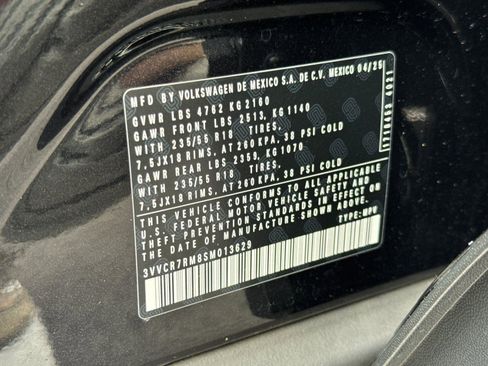 MFD BY VOLKSWAGEN DE MEXICO S.A. DE C.V. MEXICO 04/25
GVWR LBS 4762 KG 2160
GAWR FRONT LBS 2513, KG 1140
WITH 235/55 R18 TIRES,
7.5JX18 RIMS, AT 260 KPA, 38 PSI COLD
GAWR REAR LBS 2359, KG1070
WITH 235/55 R18 TIRES,
7.5JX18 RIMS, AT 260 KPA, 38 PSI COLD
THIS VEHICLE CONFORMS TO ALL APPLICABLE
U.S. FEDERAL MOTOR VEHICLE SAFETY AND
THEFT PREVENTION STANDARDS IN EFFECT ON
THE DATE OF MANUFACTURE SHOWN ABOVE.
TYPE: MPV
3VVCR7RM8SM013629